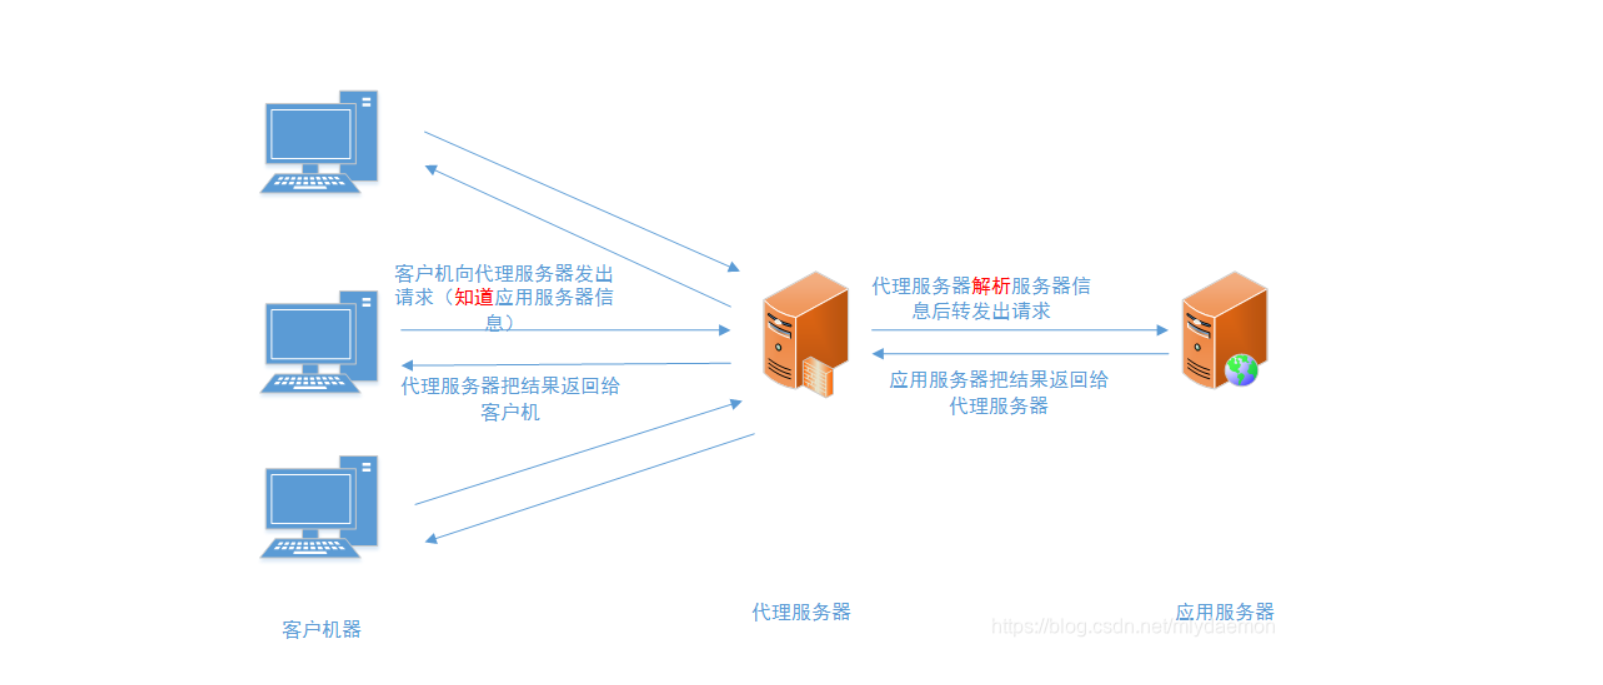 客户机向代理服务器发出
请求（知道应用服务器信
息）
代理服务器把结果返回给
客户机
代理服务器解析服务器信
息后转发出请求
应用服务器把结果返回给
代理服务器
客户机器
代理服务器
应用服务器
https://blog.csdn.net/mlydaemon